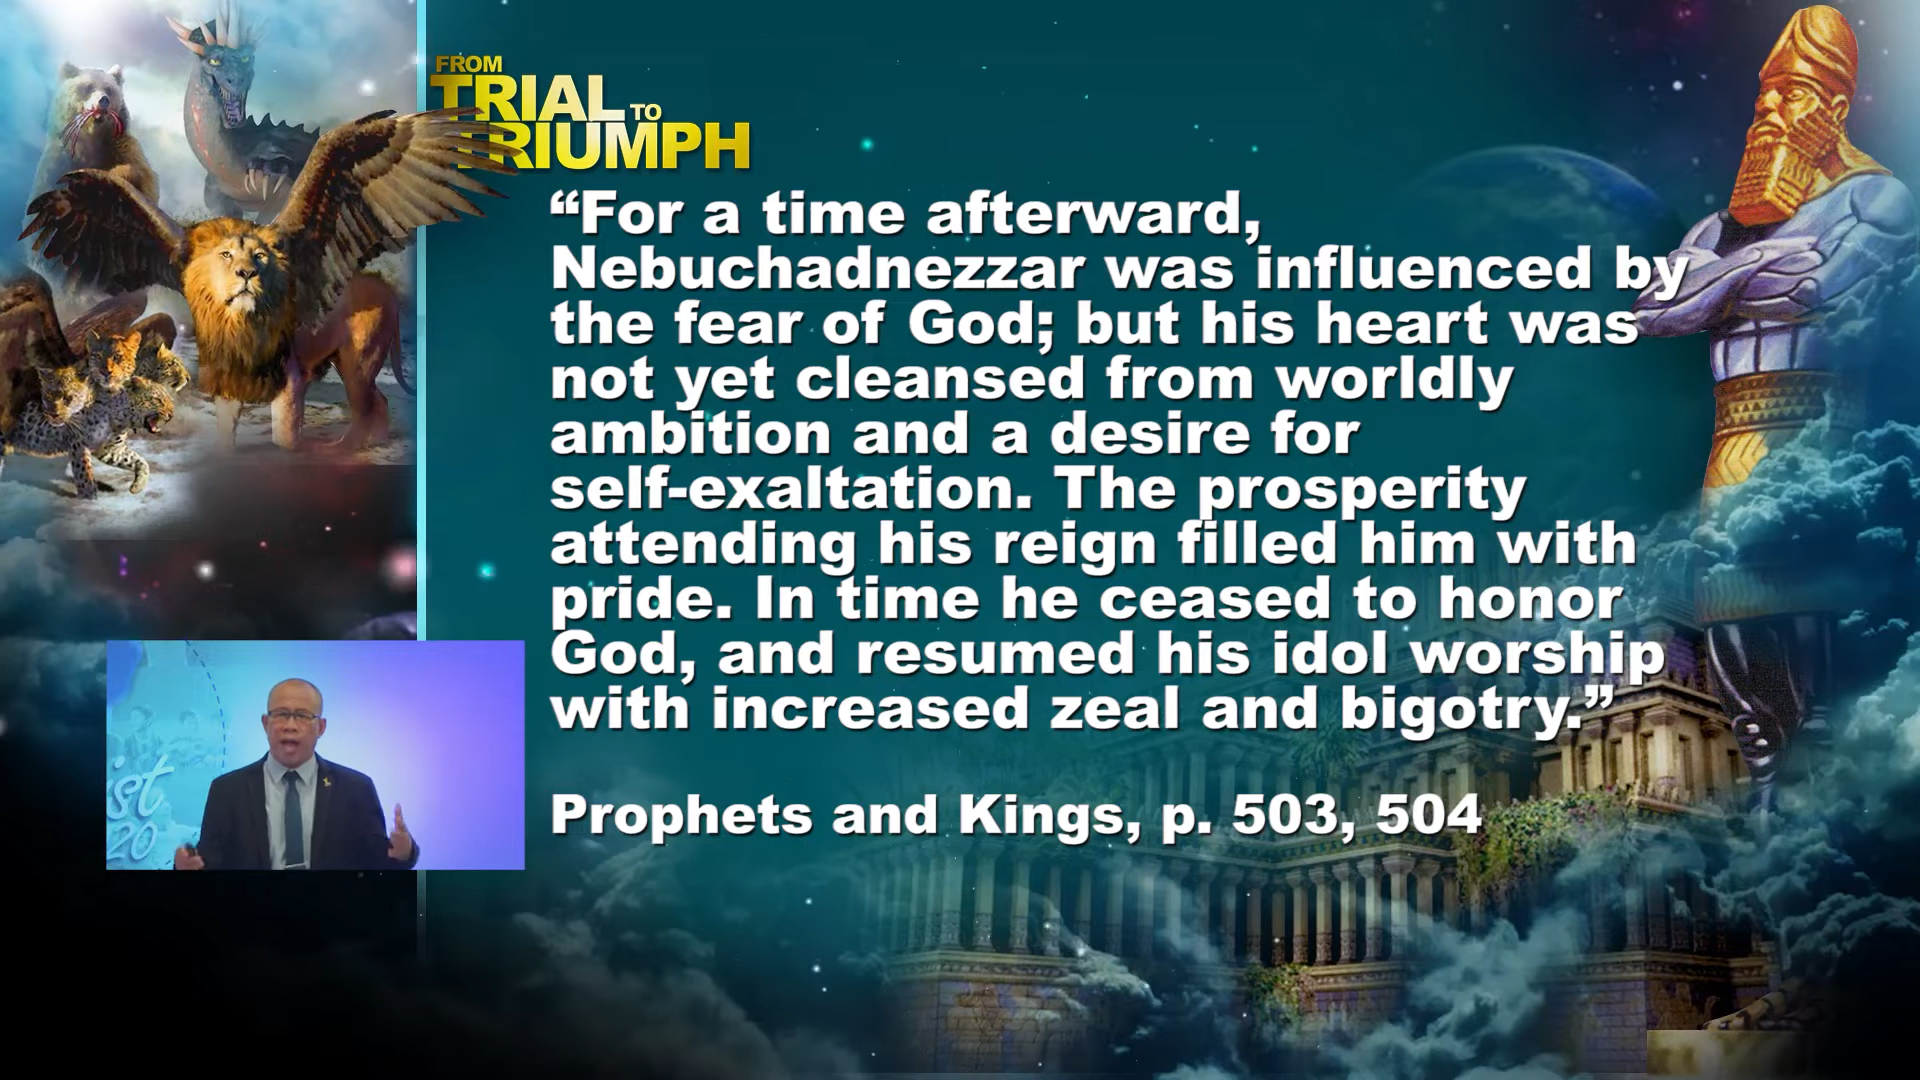 FROM
TRIAL TO
TRIUMPH
“For a time afterward,
Nebuchadnezzar was influenced by
the fear of God; but his heart was
not yet cleansed from worldly
ambition and a desire for
self-exaltation. The prosperity
attending his reign filled him with
pride. In time he ceased to honor
God, and resumed his idol worship
with increased zeal and bigotry.”
Prophets and Kings, p. 503, 504
ist
20